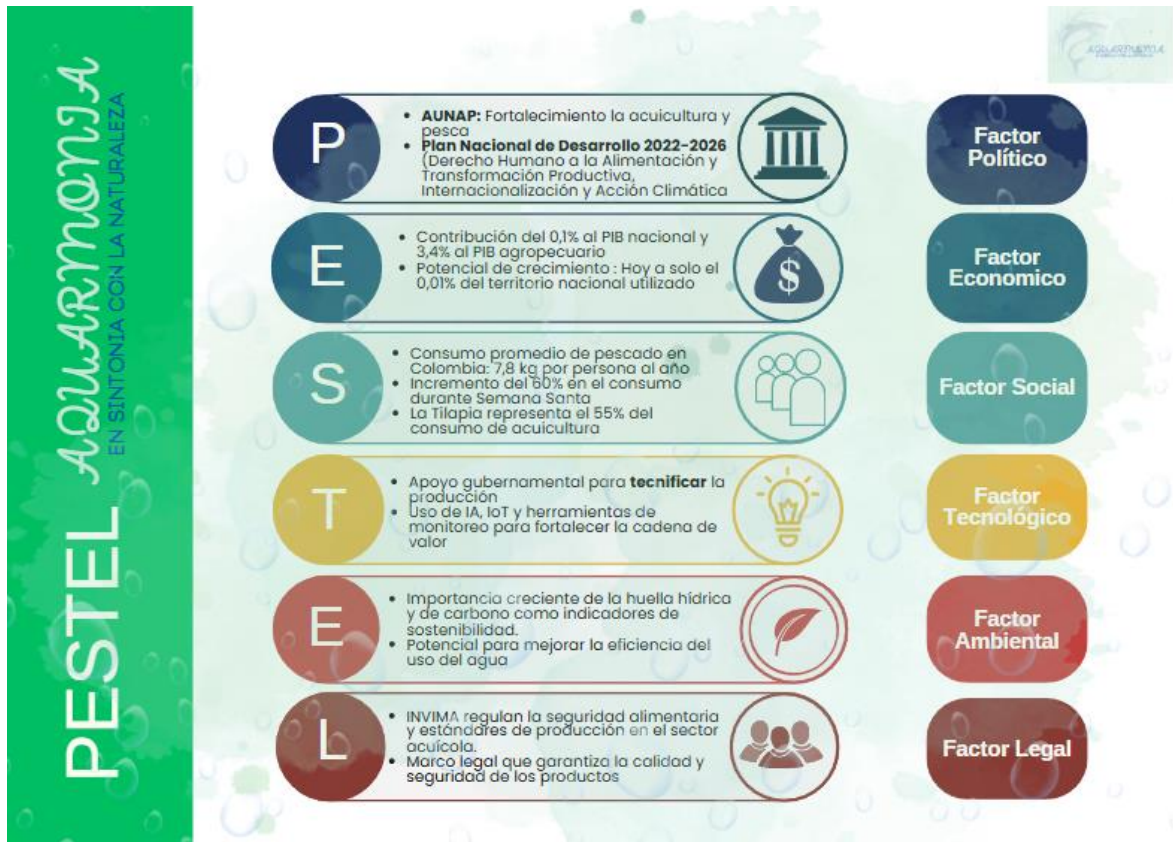 PESTEL AQUARMONIA
EN SINTONIA CON LA NATURALEZA
P
AUNAP: Fortalecimiento la acuicultura y
pesca
Plan Nacional de Desarrollo 2022-2026
(Derecho Humano a la Alimentación y
Transformación Productiva,
Internacionalización y Acción Climática
Factor
Político
E
Contribución del 0,1% al PIB nacional y
3,4% al PIB agropecuario
Potencial de crecimiento : Hoy a solo el
0,01% del territorio nacional utilizado
$
Factor
Economico
S
Consumo promedio de pescado en
Colombia: 7,8 kg por persona al año
Incremento del 60% en el consumo
durante Semana Santa
La Tilapia representa el 55% del
consumo de acuicultura
Factor Social
T
Apoyo gubernamental para tecnificar la
producción
Uso de IA, IoT y herramientas de
monitoreo para fortalecer la cadena de
valor
Factor
Tecnológico
E
Importancia creciente de la huella hídrica
y de carbono como indicadores de
sostenibilidad.
Potencial para mejorar la eficiencia del
uso del agua
Factor
Ambiental
L
INVIMA regulan la seguridad alimentaria
y estándares de producción en el sector
acuícola.
Marco legal que garantiza la calidad y
seguridad de los productos
Factor Legal